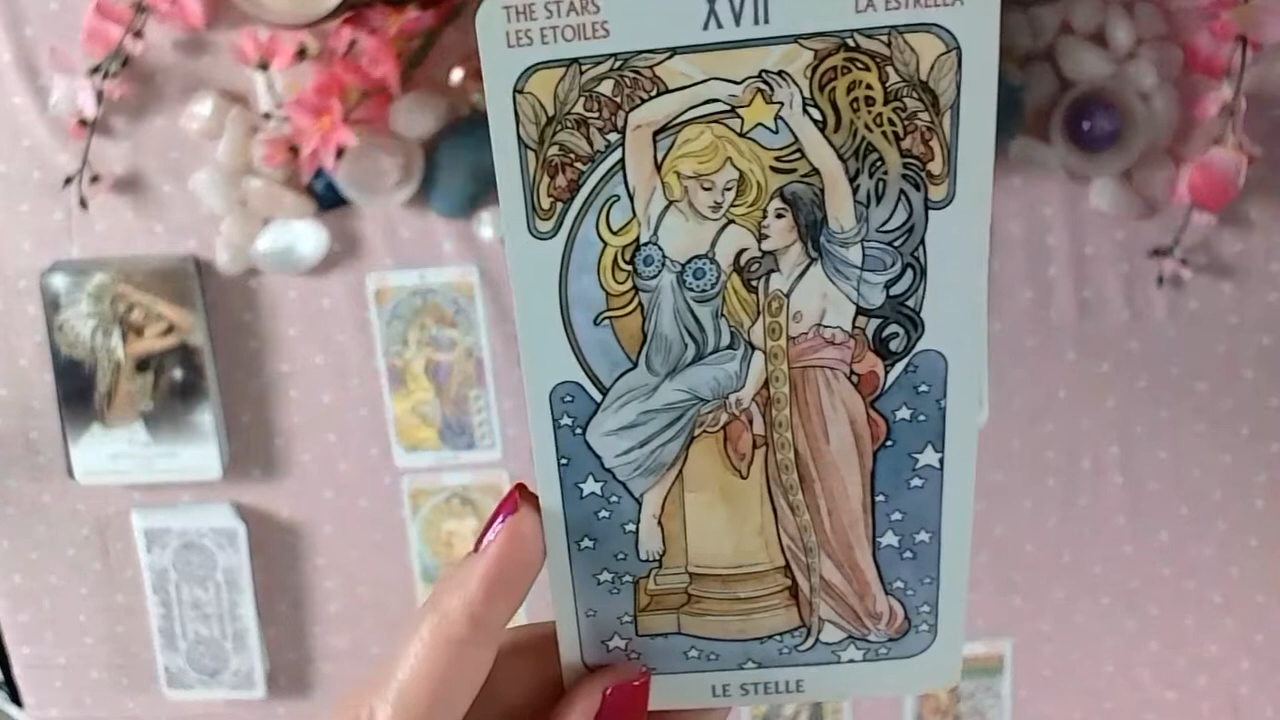 THE STARS
LES ETOILES
XVII
LA ESTRELLA
LE STELLE